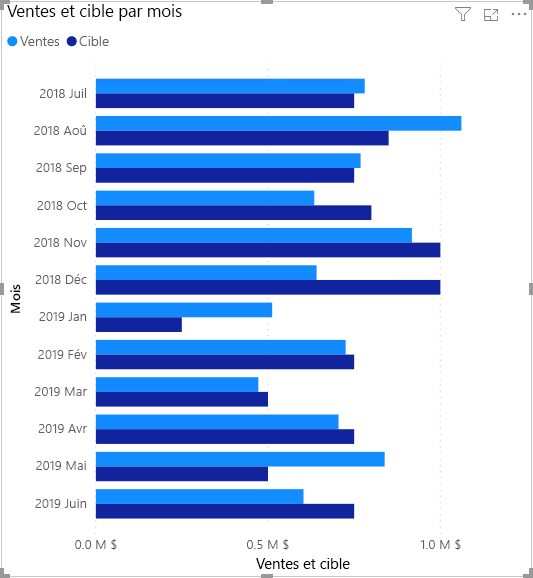 Ventes et cible par mois
Ventes Cible
2018 Juil
2018 Aoû
2018 Sep
2018 Oct
2018 Nov
2018 Déc
2019 Jan
2019 Fév
2019 Mar
2019 Avr
2019 Mai
2019 Juin
Mois
0.0 M $ 0.5 M $ 1.0 M $
Ventes et cible